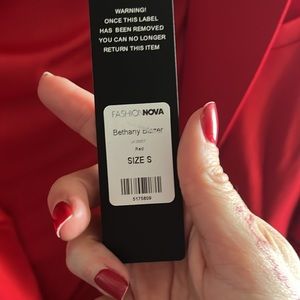 WARNING!
ONCE THIS LABEL
HAS BEEN REMOVED
YOU CAN NO LONGER
RETURN THIS ITEM
FASHIONNOVA
Bethany Blazer
Red
SIZE S
5175809